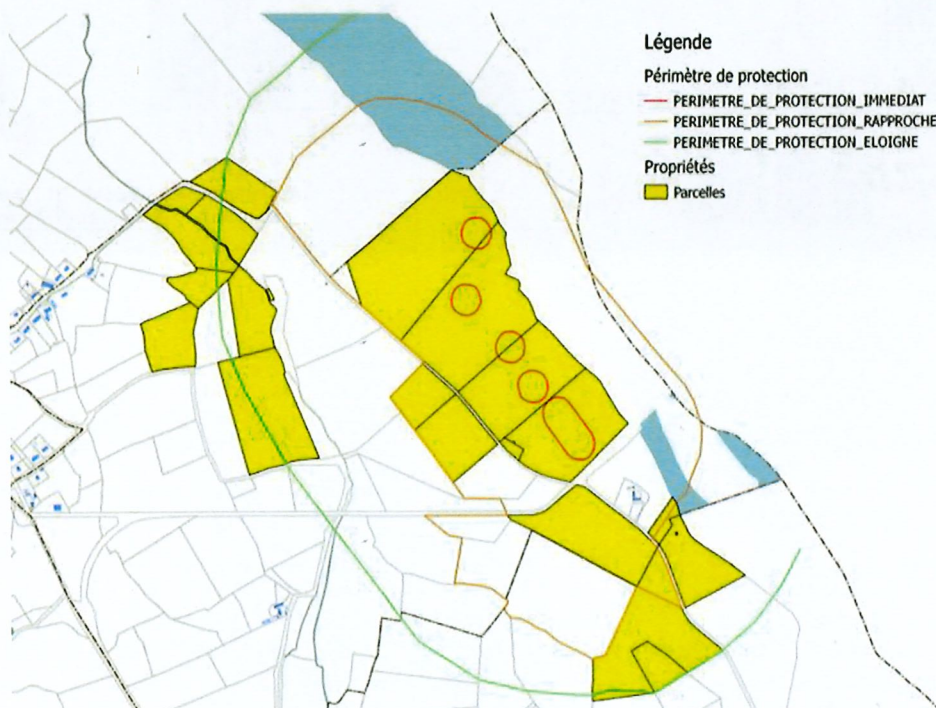 Légende
Périmètre de protection
PERIMETRE_DE_PROTECTION_IMMEDIAT
PERIMETRE_DE_PROTECTION_RAPPROCHE
PERIMETRE_DE_PROTECTION_ELOIGNE
Propriétés
Parcelles